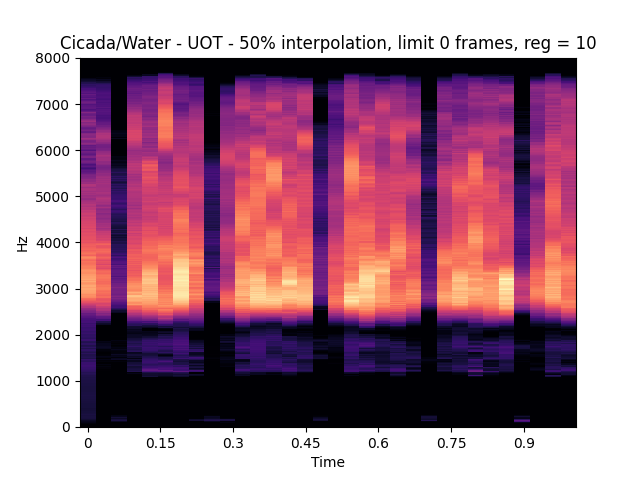 Cicada/Water - UOT - 50% interpolation, limit 0 frames, reg = 10
8000
7000
6000
5000
4000
3000
2000
1000
0
Hz
0 0.15 0.3 0.45 0.6 0.75 0.9
Time